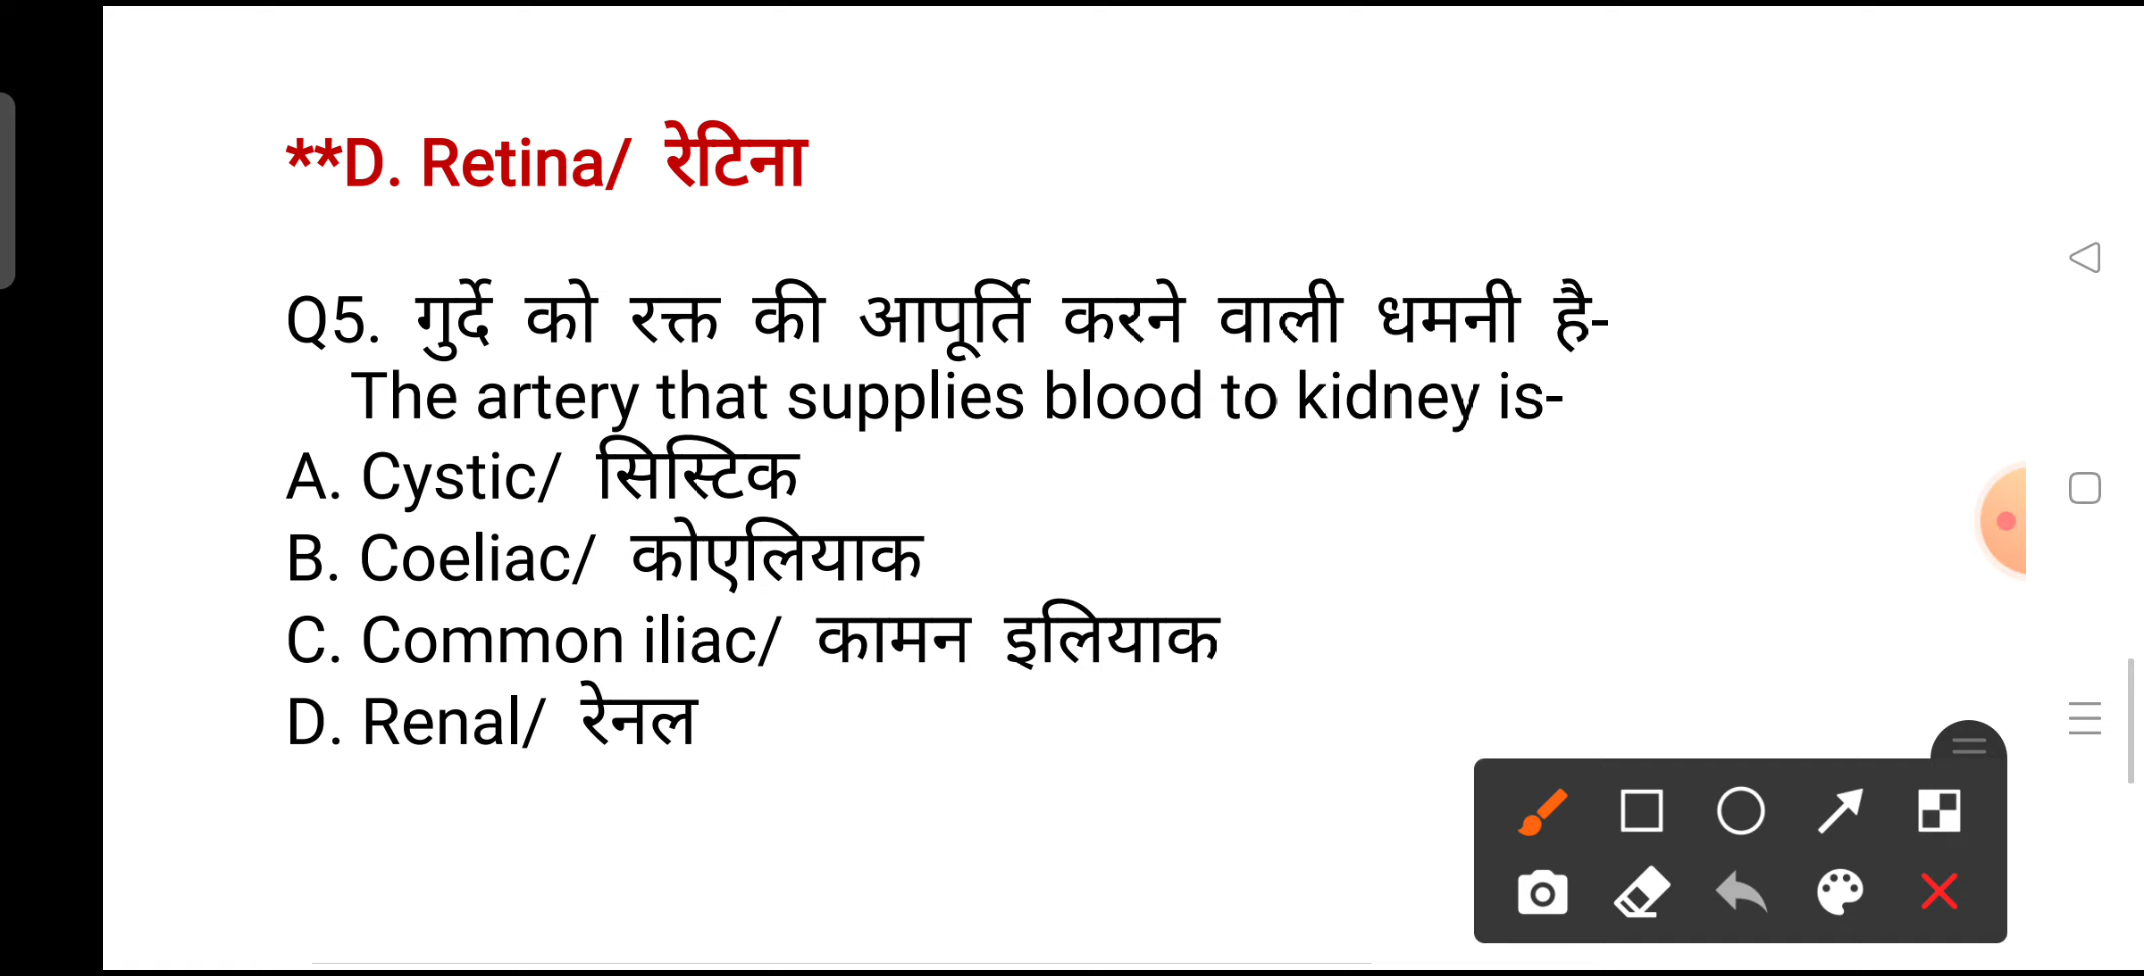 **D. Retina/ रेटिना
Q5. गुर्दे को रक्त की आपूर्ति करने वाली धमनी है-
The artery that supplies blood to kidney is-
A. Cystic/ सिस्टिक
B. Coeliac/ कोएलियाक
C. Common iliac/ कामन इलियाक
D. Renal/ रेनल